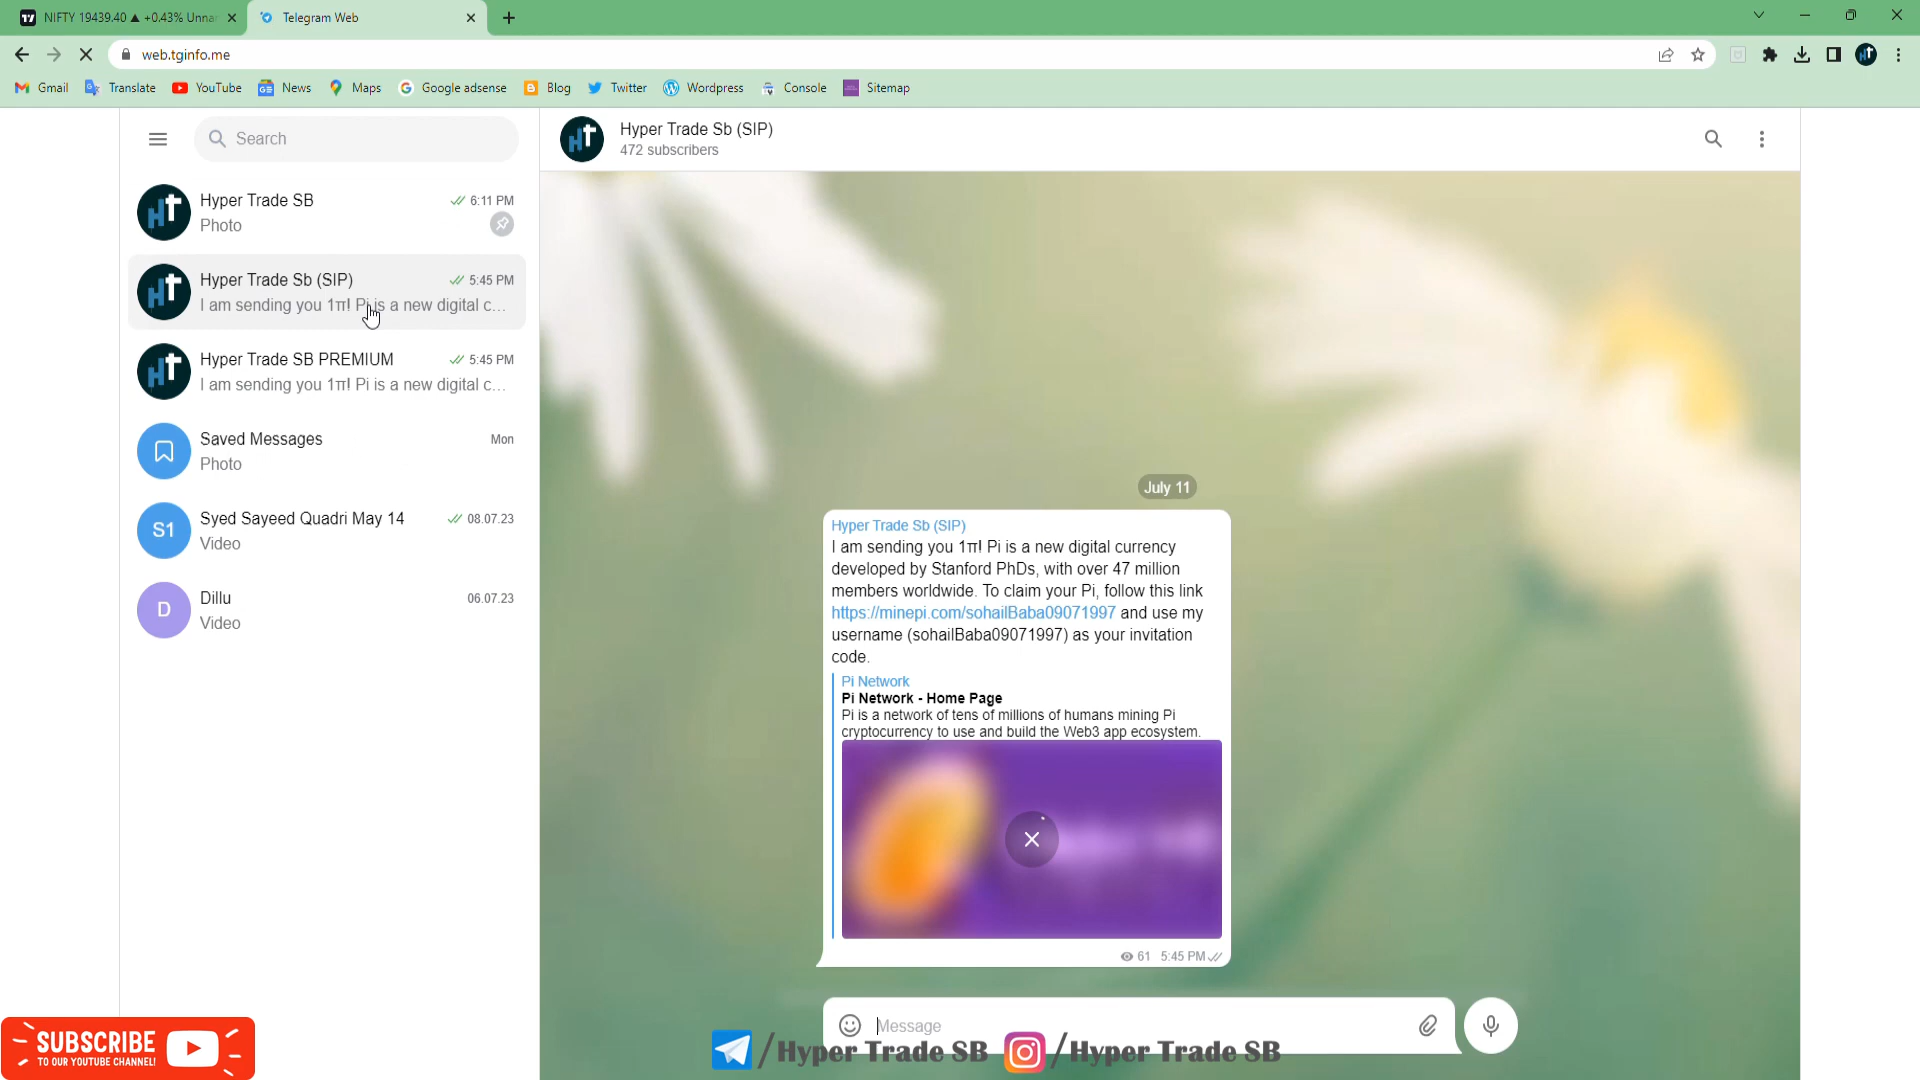 NIFTY 19439.40 ▲ +0.43% Unna
Telegram Web
web.tginfo.me
Gmail
Translate
YouTube
News
Maps
Google adsense
Blog
Twitter
Wordpress
Console
Sitemap
Search
Hyper Trade SB
6:11 PM
Photo
Hyper Trade Sb (SIP)
5:45 PM
I am sending you 1π! Pi is a new digital c...
Hyper Trade SB PREMIUM
5:45 PM
I am sending you 1π! Pi is a new digital c...
Saved Messages
Mon
Photo
S1
Syed Sayeed Quadri May 14
08.07.23
Video
D
Dillu
06.07.23
Video
Hyper Trade Sb (SIP)
472 subscribers
July 11
Hyper Trade Sb (SIP)
I am sending you 1π! Pi is a new digital currency
developed by Stanford PhDs, with over 47 million
members worldwide. To claim your Pi, follow this link
https://minepi.com/sohailBaba09071997 and use my
username (sohailBaba09071997) as your invitation
code.
Pi Network
Pi Network - Home Page
Pi is a network of tens of millions of humans mining Pi
cryptocurrency to use and build the Web3 app ecosystem.
61 5:45 PM
Message
/Hyper Trade SB
/Hyper Trade SB
SUBSCRIBE
TO OUR YOUTUBE CHANNEL!